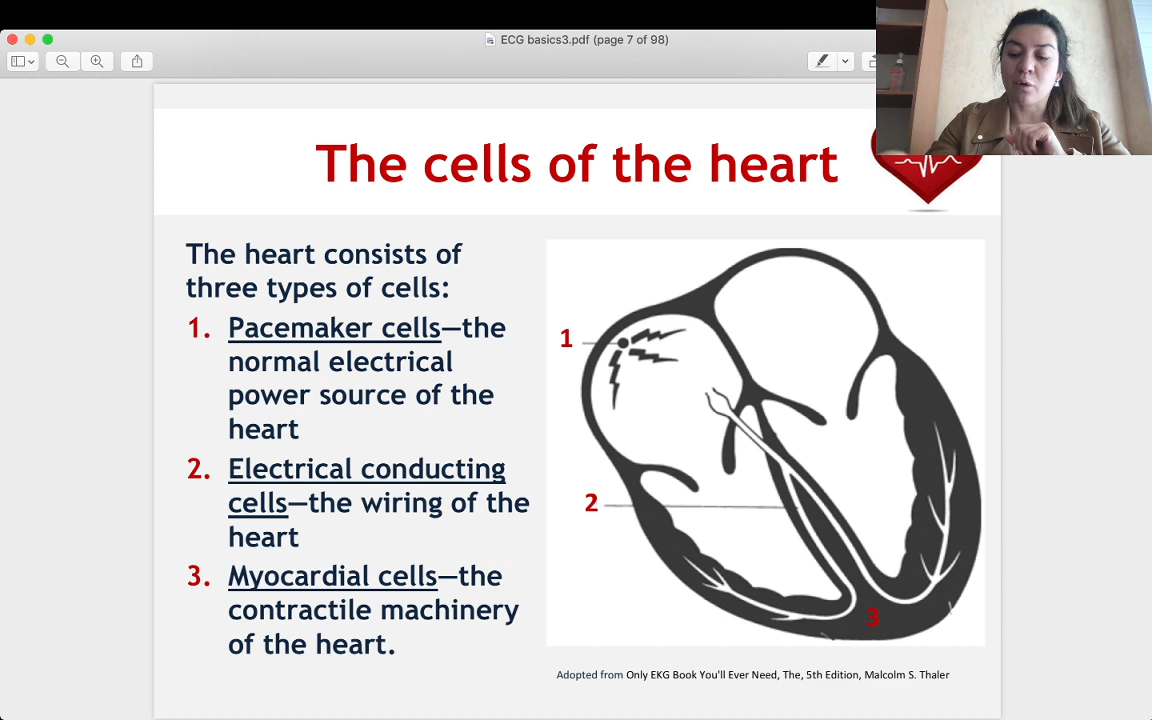 ECG basics3.pdf (page 7 of 98)
The cells of the heart
The heart consists of
three types of cells:
1. Pacemaker cells—the
normal electrical
power source of the
heart
2. Electrical conducting
cells—the wiring of the
heart
3. Myocardial cells—the
contractile machinery
of the heart.
1
2
3
Adopted from Only EKG Book You'll Ever Need, The, 5th Edition, Malcolm S. Thaler